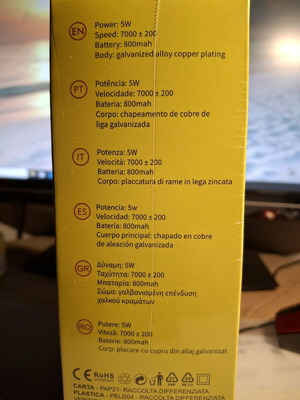 EN
Power: 5W
Speed: 7000 ± 200
Battery: 800mah
Body: galvanized alloy copper plating
PT
Potência: 5W
Velocidade: 7000 ± 200
Bateria: 800mah
Corpo: chapeamento de cobre de
liga galvanizada
IT
Potenza: 5W
Velocità: 7000 ± 200
Batteria: 800mah
Corpo: placcatura di rame in lega zincata
ES
Potencia: 5w
Velocidad: 7000 ± 200
Batería: 800mah
Cuerpo principal: chapado en cobre
de aleación galvanizada
GR
Δύναμη: 5W
Ταχύτητα: 7000 ± 200
Μπαταρία: 800mah
Σώμα: γαλβανισμένη επένδυση
χαλκού κραμάτων
RO
Putere: 5W
Viteză: 7000 ± 200
Baterie: 800mah
Corp: placare cu cupru din aliaj galvanizat
CE RoHS
CARTA - PAP21- RACCOLTA DIFFERENZIATA
PLASTICA - PELD04 - RACCOLTA DIFFERENZIATA